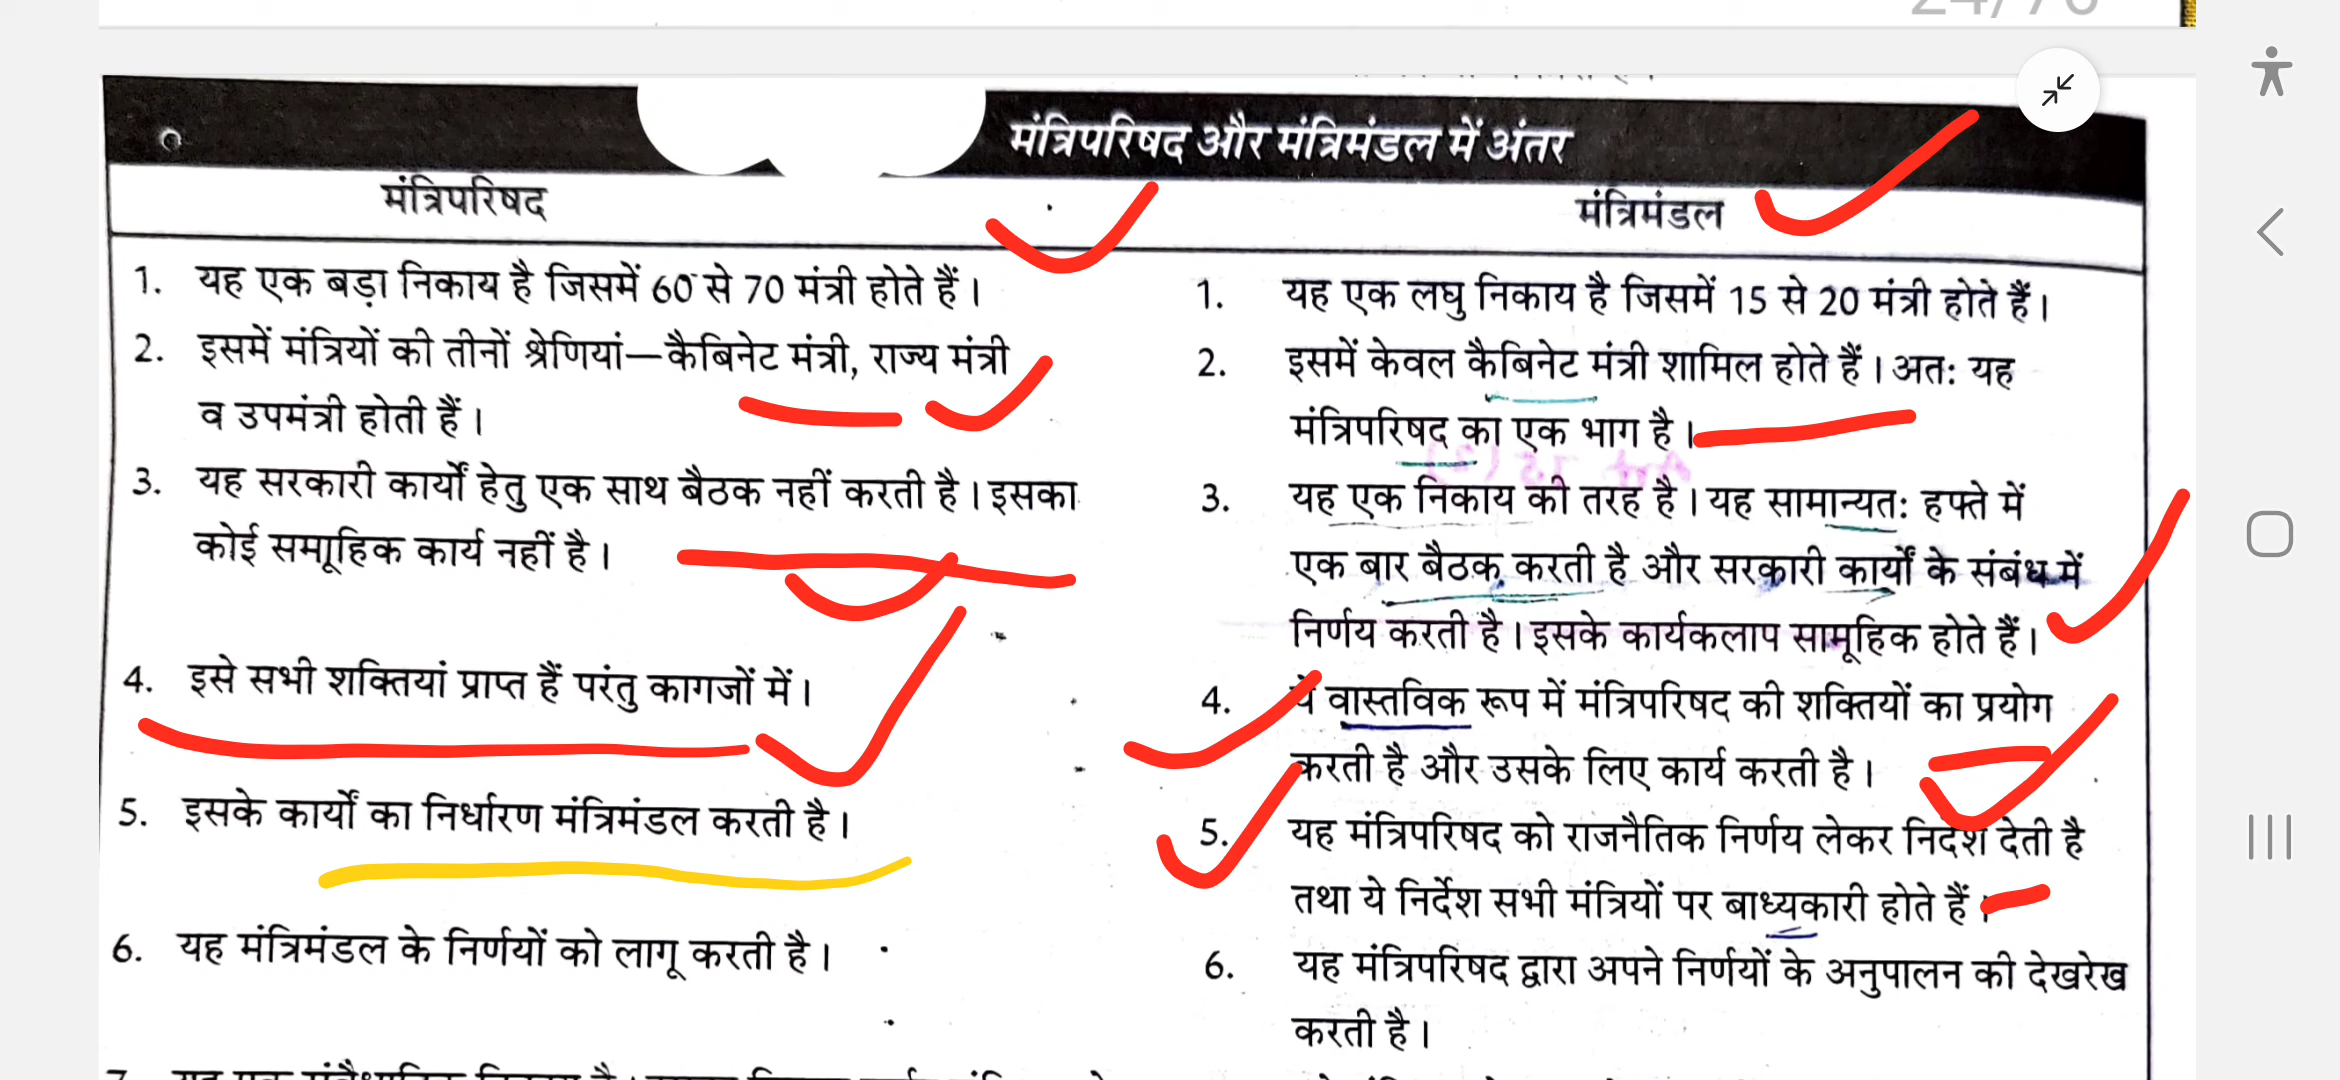 मंत्रिपरिषद और मंत्रिमंडल में अंतर
मंत्रिपरिषद
1. यह एक बड़ा निकाय है जिसमें 60 से 70 मंत्री होते हैं।
2. इसमें मंत्रियों की तीनों श्रेणियां—कैबिनेट मंत्री, राज्य मंत्री
व उपमंत्री होती हैं।
3. यह सरकारी कार्यों हेतु एक साथ बैठक नहीं करती है। इसका
कोई समाूहिक कार्य नहीं है।
4. इसे सभी शक्तियां प्राप्त हैं परंतु कागजों में।
5. इसके कार्यों का निर्धारण मंत्रिमंडल करती है।
6. यह मंत्रिमंडल के निर्णयों को लागू करती है।
मंत्रिमंडल
1. यह एक लघु निकाय है जिसमें 15 से 20 मंत्री होते हैं।
2. इसमें केवल कैबिनेट मंत्री शामिल होते हैं। अतः यह
मंत्रिपरिषद का एक भाग है।
3. यह एक निकाय की तरह है। यह सामान्यतः हफ्ते में
एक बार बैठक करती है और सरकारी कार्यों के संबंध में
निर्णय करती है। इसके कार्यकलाप सामूहिक होते हैं।
4. ये वास्तविक रूप में मंत्रिपरिषद की शक्तियों का प्रयोग
करती है और उसके लिए कार्य करती है।
5. यह मंत्रिपरिषद को राजनैतिक निर्णय लेकर निर्देश देती है
तथा ये निर्देश सभी मंत्रियों पर बाध्यकारी होते हैं।
6. यह मंत्रिपरिषद द्वारा अपने निर्णयों के अनुपालन की देखरेख
करती है।